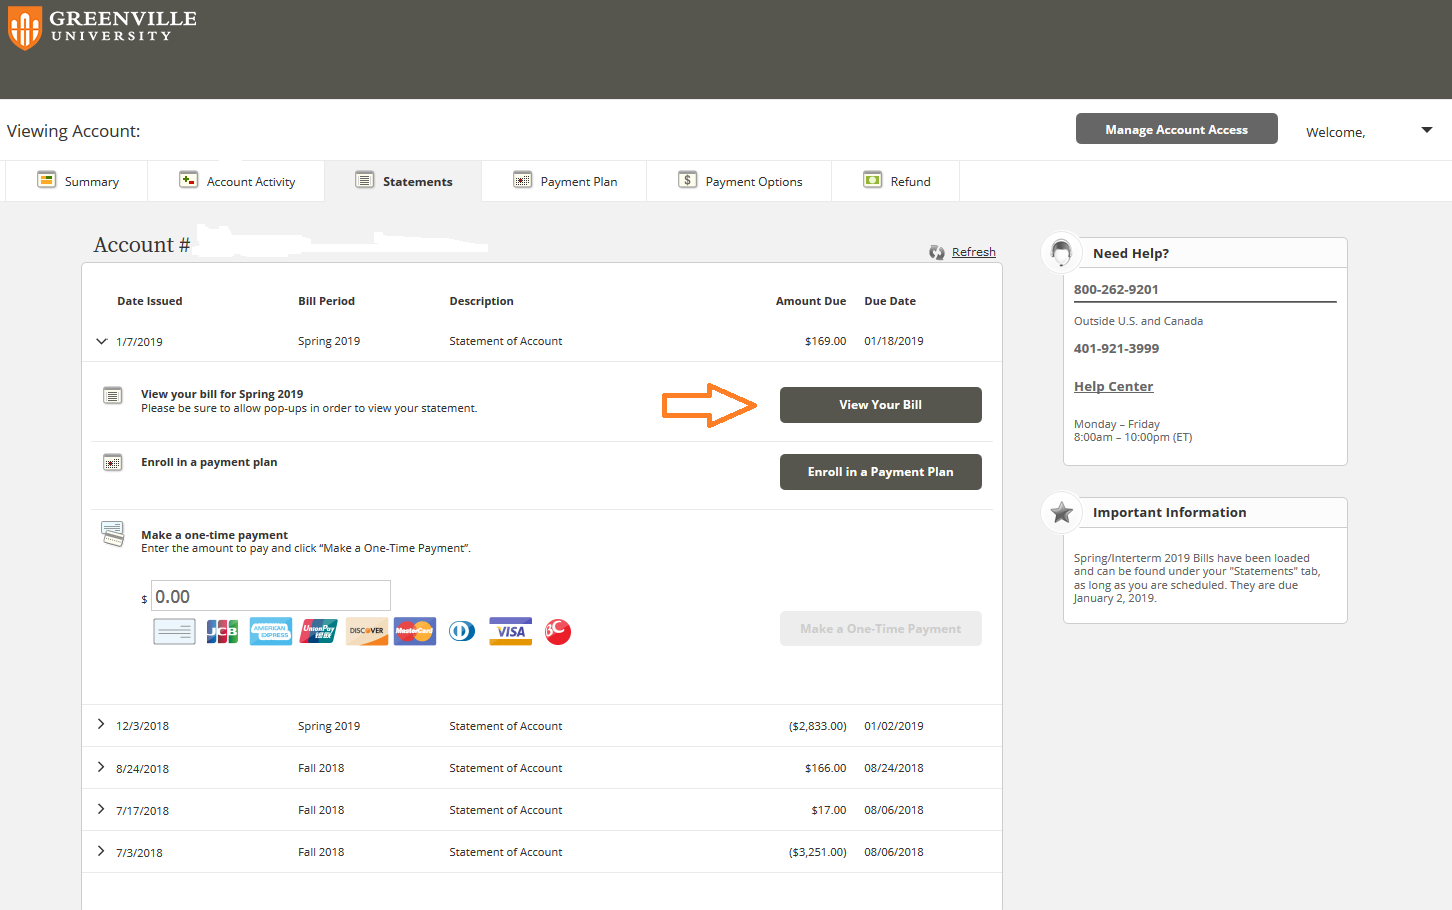 GREENVILLE
UNIVERSITY
Viewing Account:
Manage Account Access
Welcome,
Summary
Account Activity
Statements
Payment Plan
Payment Options
Refund
Account #
Refresh
Date Issued Bill Period Description Amount Due Due Date
1/7/2019 Spring 2019 Statement of Account $169.00 01/18/2019
View your bill for Spring 2019
Please be sure to allow pop-ups in order to view your statement.
View Your Bill
Enroll in a payment plan
Enroll in a Payment Plan
Make a one-time payment
Enter the amount to pay and click “Make a One-Time Payment”.
$ 0.00
JCB
AMERICAN
EXPRESS
UnionPay
银联
DISCOVER
MasterCard
VISA
BC
Make a One-Time Payment
12/3/2018 Spring 2019 Statement of Account ($2,833.00) 01/02/2019
8/24/2018 Fall 2018 Statement of Account $166.00 08/24/2018
7/17/2018 Fall 2018 Statement of Account $17.00 08/06/2018
7/3/2018 Fall 2018 Statement of Account ($3,251.00) 08/06/2018
Need Help?
800-262-9201
Outside U.S. and Canada
401-921-3999
Help Center
Monday – Friday
8:00am – 10:00pm (ET)
Important Information
Spring/Interterm 2019 Bills have been loaded
and can be found under your "Statements" tab,
as long as you are scheduled. They are due
January 2, 2019.